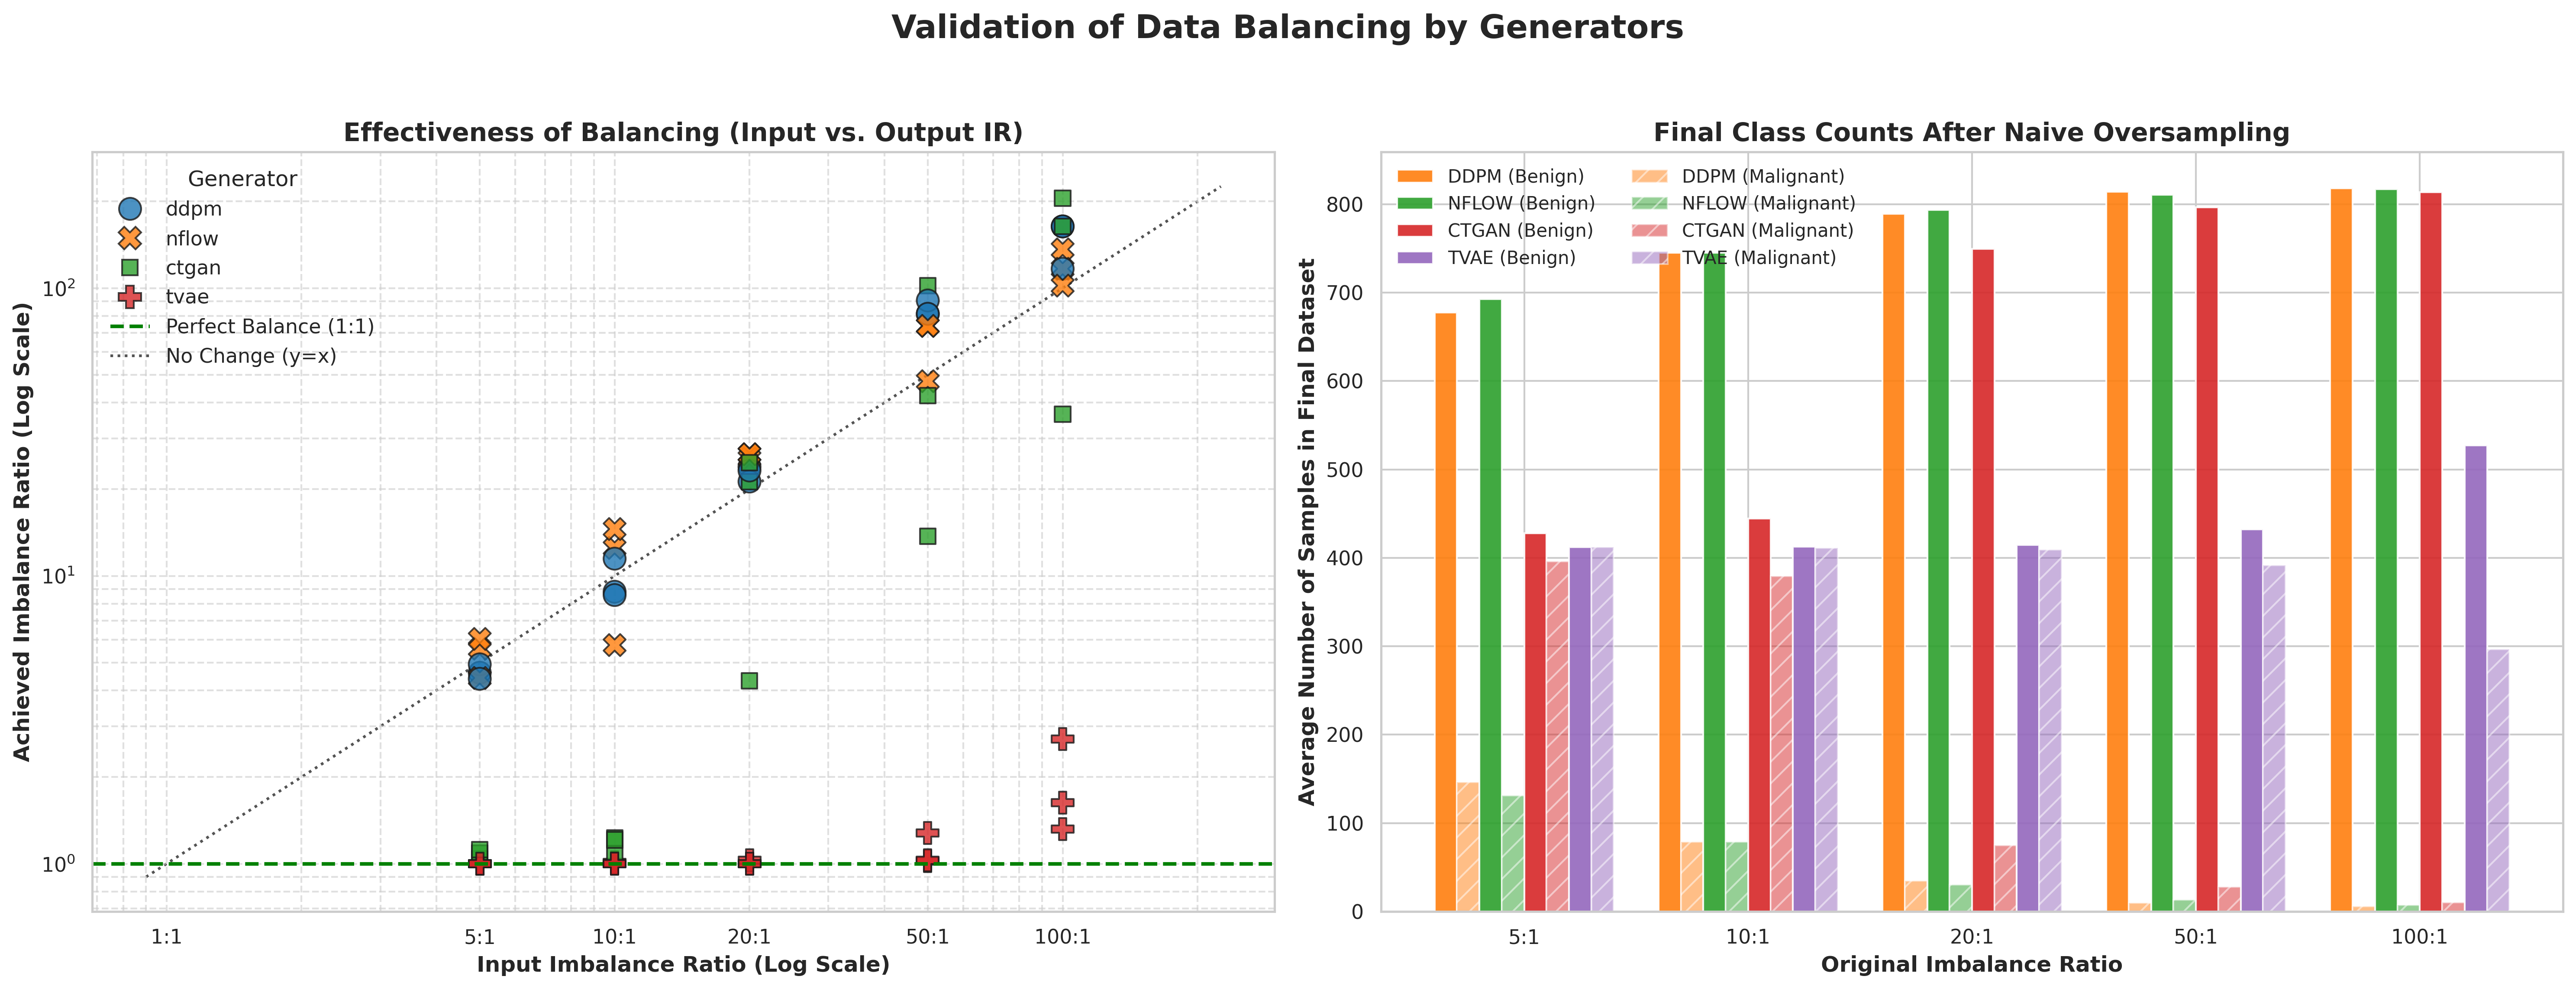 Validation of Data Balancing by Generators
Effectiveness of Balancing (Input vs. Output IR)
Generator
ddpm
nflow
ctgan
tvae
Perfect Balance (1:1)
No Change (y=x)
Achieved Imbalance Ratio (Log Scale)
10²
10¹
10⁰
1:1 5:1 10:1 20:1 50:1 100:1
Input Imbalance Ratio (Log Scale)
Final Class Counts After Naive Oversampling
DDPM (Benign) DDPM (Malignant)
NFLOW (Benign) NFLOW (Malignant)
CTGAN (Benign) CTGAN (Malignant)
TVAE (Benign) TVAE (Malignant)
Average Number of Samples in Final Dataset
800
700
600
500
400
300
200
100
0
5:1 10:1 20:1 50:1 100:1
Original Imbalance Ratio